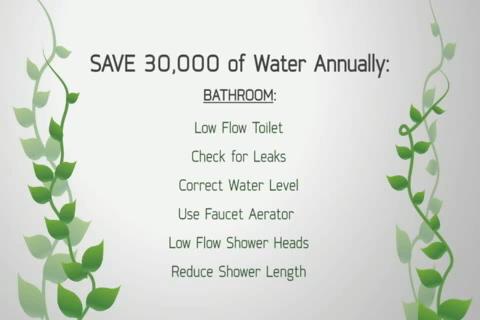 SAVE 30,000 of Water Annually:
BATHROOM:
Low Flow Toilet
Check for Leaks
Correct Water Level
Use Faucet Aerator
Low Flow Shower Heads
Reduce Shower Length